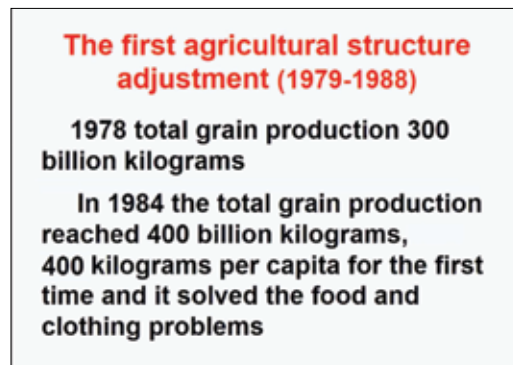 The first agricultural structure
adjustment (1979-1988)
1978 total grain production 300
billion kilograms
In 1984 the total grain production
reached 400 billion kilograms,
400 kilograms per capita for the first
time and it solved the food and
clothing problems